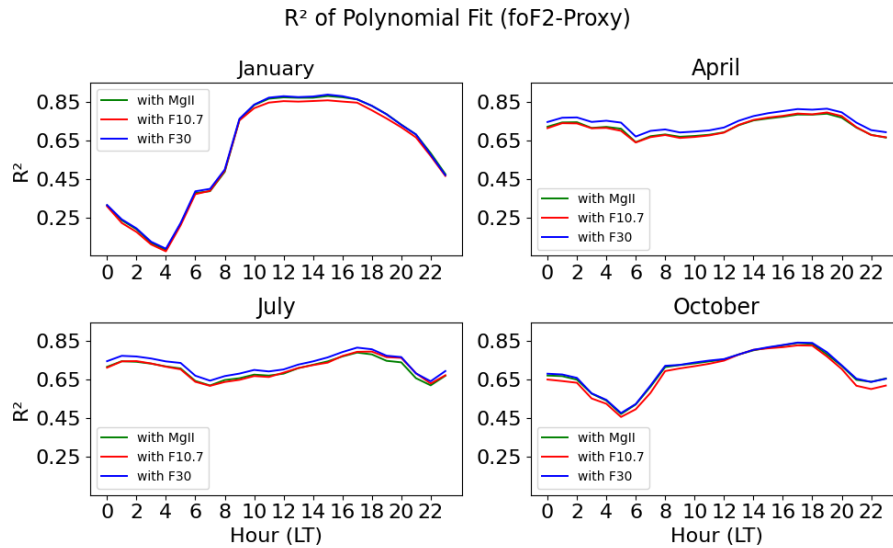 R² of Polynomial Fit (foF2-Proxy)
January
R²
0.85
0.65
0.45
0.25
with MgII
with F10.7
with F30
0 2 4 6 8 10 12 14 16 18 20 22
April
0.85
0.65
0.45
0.25
with MgII
with F10.7
with F30
0 2 4 6 8 10 12 14 16 18 20 22
July
R²
0.85
0.65
0.45
0.25
with MgII
with F10.7
with F30
0 2 4 6 8 10 12 14 16 18 20 22
Hour (LT)
October
0.85
0.65
0.45
0.25
with MgII
with F10.7
with F30
0 2 4 6 8 10 12 14 16 18 20 22
Hour (LT)